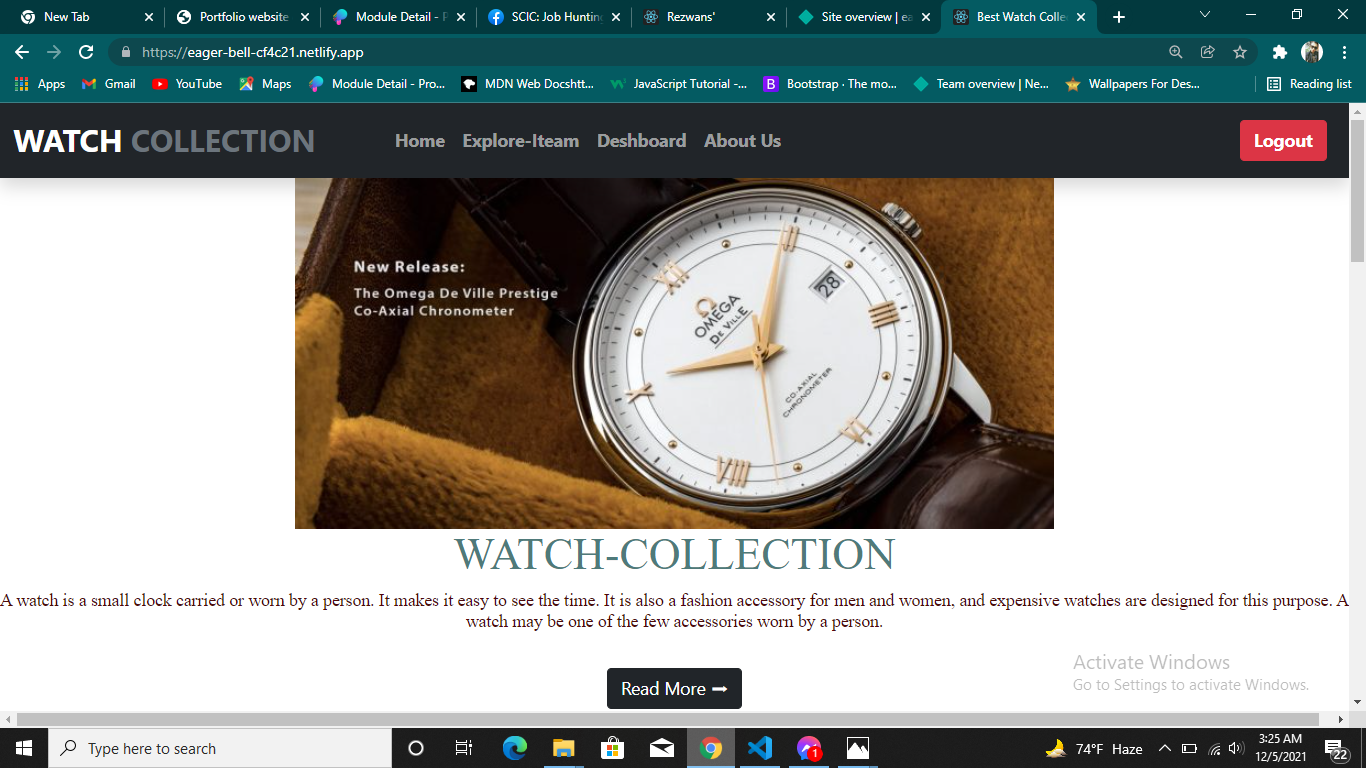 New Tab
Portfolio website
Module Detail - P
SCIC: Job Hunting
Rezwans'
Site overview | ea
Best Watch Colle
https://eager-bell-cf4c21.netlify.app
Apps
Gmail
YouTube
Maps
Module Detail - Pro...
MDN Web Docshtt...
JavaScript Tutorial -...
B
Bootstrap · The mo...
Team overview | Ne...
Wallpapers For Des...
Reading list
WATCH COLLECTION
Home
Explore-Iteam
Deshboard
About Us
Logout
New Release:
The Omega De Ville Prestige
Co-Axial Chronometer
OMEGA
De Ville
28
CO-AXIAL
CHRONOMETER
XII
II
III
VI
VIII
X
WATCH-COLLECTION
A watch is a small clock carried or worn by a person. It makes it easy to see the time. It is also a fashion accessory for men and women, and expensive watches are designed for this purpose. A
watch may be one of the few accessories worn by a person.
Read More
Activate Windows
Go to Settings to activate Windows.
Type here to search
1
74°F Haze
3:25 AM
12/5/2021
22